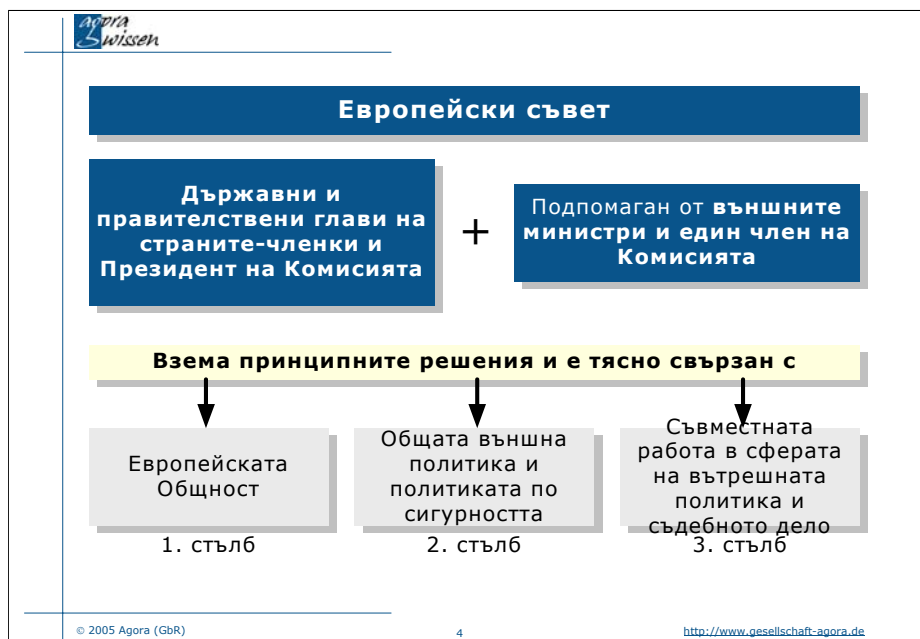 agora
wissen
Европейски съвет
Държавни и
правителствени глави на
страните-членки и
Президент на Комисията
+
Подпомаган от външните
министри и един член на
Комисията
Взема принципните решения и е тясно свързан с
Европейската
Общност
1. стълб
Общата външна
политика и
политиката по
сигурността
2. стълб
Съвместната
работа в сферата
на вътрешната
политика и
съдебното дело
3. стълб
© 2005 Agora (GbR)
4
http://www.gesellschaft-agora.de